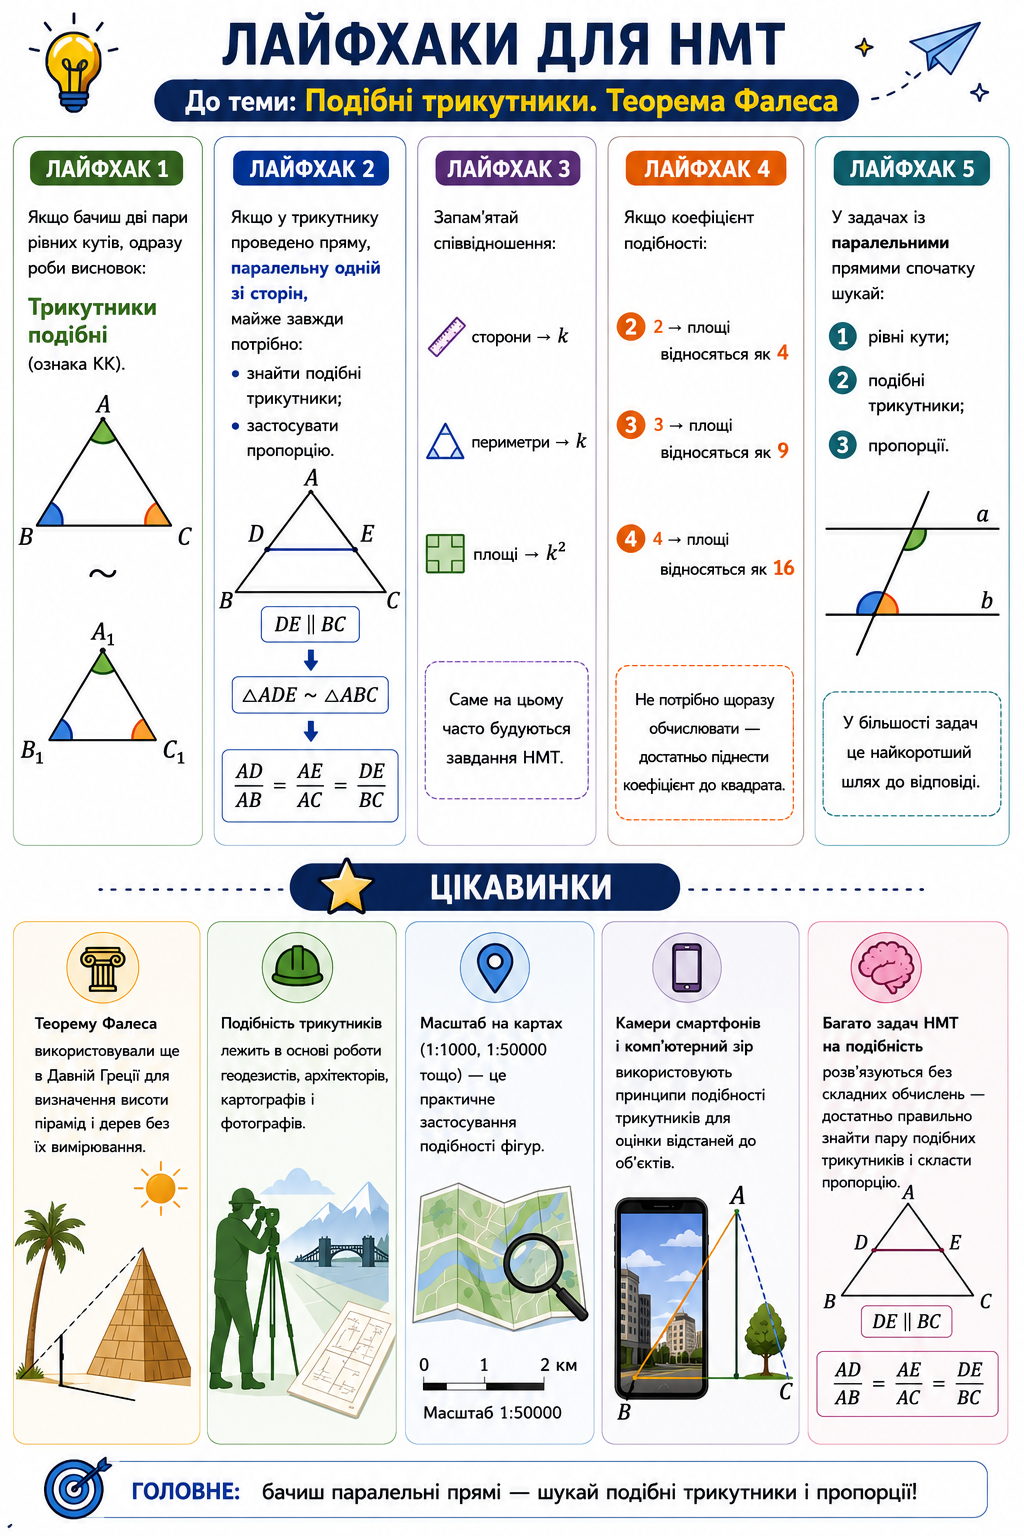 ЛАЙФХАКИ ДЛЯ НМТ
До теми: Подібні трикутники. Теорема Фалеса
ЛАЙФХАК 1
Якщо бачиш дві пари
рівних кутів, одразу
роби висновок:
Трикутники
подібні
(ознака КК).
A
B
C
~
A₁
B₁
C₁
ЛАЙФХАК 2
Якщо у трикутнику
проведено пряму,
паралельну одній
зі сторін,
майже завжди
потрібно:
• знайти подібні
трикутники;
• застосувати
пропорцію.
A
D
E
B
C
DE || BC
△ADE ~ △ABC
AD/AB = AE/AC = DE/BC
ЛАЙФХАК 3
Запам'ятай
співвідношення:
сторони → k
периметри → k
площі → k²
Саме на цьому
часто будуються
завдання НМТ.
ЛАЙФХАК 4
Якщо коефіцієнт
подібності:
2 2 → площі
відносяться як 4
3 3 → площі
відносяться як 9
4 4 → площі
відносяться як 16
Не потрібно щоразу
обчислювати —
достатньо піднести
коефіцієнт до квадрата.
ЛАЙФХАК 5
У задачах із
паралельними
прямими спочатку
шукай:
1 рівні кути;
2 подібні
трикутники;
3 пропорції.
a
b
У більшості задач
це найкоротший
шлях до відповіді.
ЦІКАВИНКИ
Теорему Фалеса
використовували ще
в Давній Греції для
визначення висоти
пірамід і дерев без
їх вимірювання.
Подібність трикутників
лежить в основі роботи
геодезистів, архітекторів,
картографів і
фотографів.
Масштаб на картах
(1:1000, 1:50000
тощо) — це
практичне
застосування
подібності фігур.
0 1 2 км
Масштаб 1:50000
Камери смартфонів
і комп'ютерний зір
використовують
принципи подібності
трикутників для
оцінки відстаней до
об'єктів.
A
B
C
Багато задач НМТ
на подібність
розв'язуються без
складних обчислень —
достатньо правильно
знайти пару подібних
трикутників і скласти
пропорцію.
A
D
E
B
C
DE || BC
AD/AB = AE/AC = DE/BC
ГОЛОВНЕ: бачиш паралельні прямі — шукай подібні трикутники і пропорції!